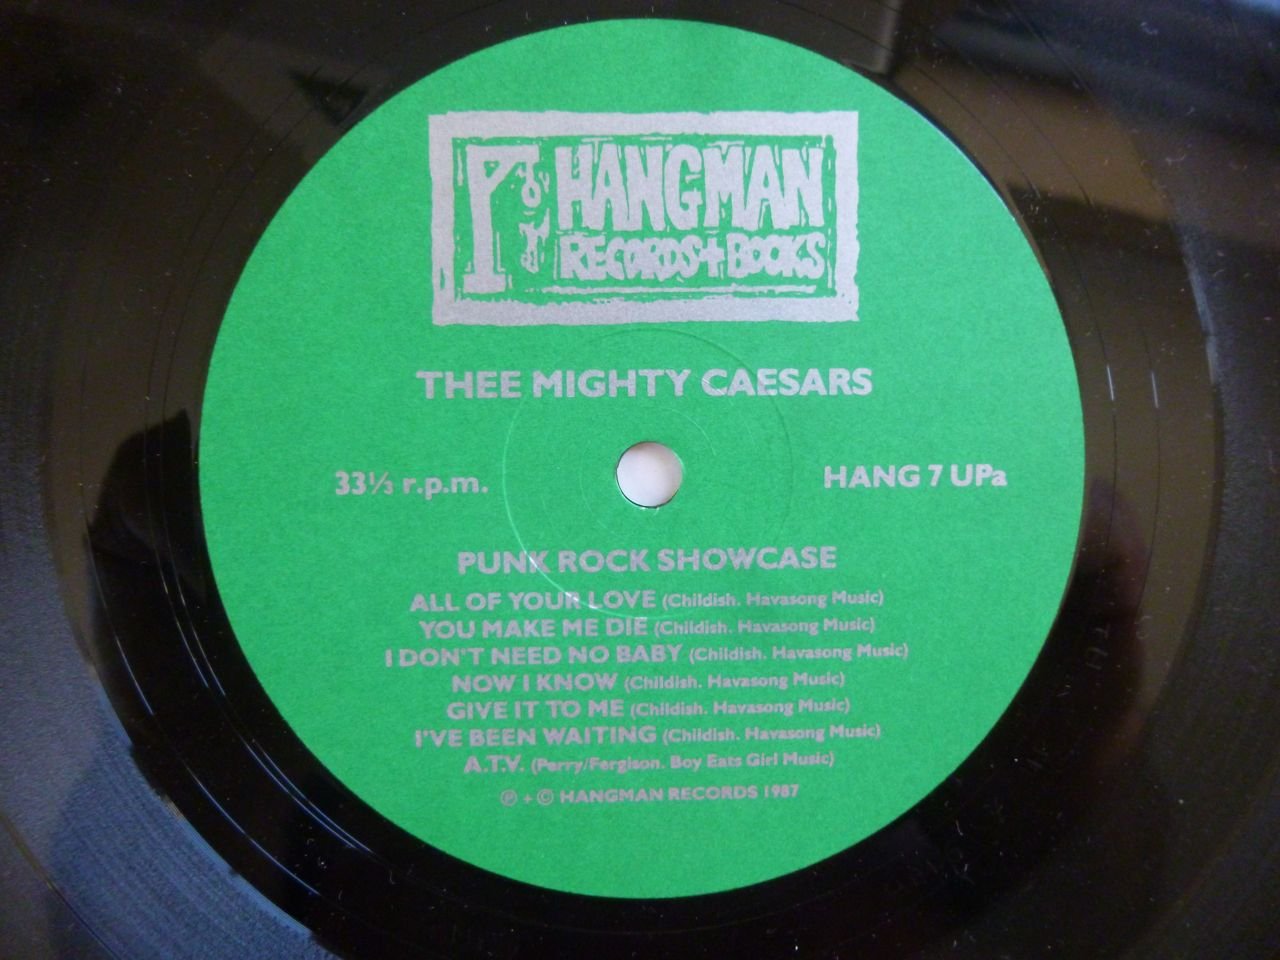 HANGMAN
RECORDS+BOOKS
THEE MIGHTY CAESARS
33⅓ r.p.m.
HANG 7 UPa
PUNK ROCK SHOWCASE
ALL OF YOUR LOVE (Childish. Havasong Music)
YOU MAKE ME DIE (Childish. Havasong Music)
I DON'T NEED NO BABY (Childish. Havasong Music)
NOW I KNOW (Childish. Havasong Music)
GIVE IT TO ME (Childish. Havasong Music)
I'VE BEEN WAITING (Childish. Havasong Music)
A.T.V. (Perry/Fergison. Boy Eats Girl Music)
℗ + © HANGMAN RECORDS 1987